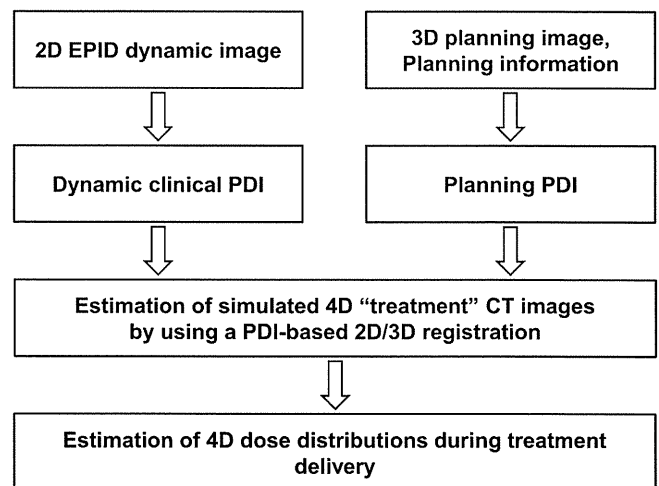 2D EPID dynamic image
3D planning image,
Planning information
Dynamic clinical PDI
Planning PDI
Estimation of simulated 4D “treatment” CT images
by using a PDI-based 2D/3D registration
Estimation of 4D dose distributions during treatment
delivery